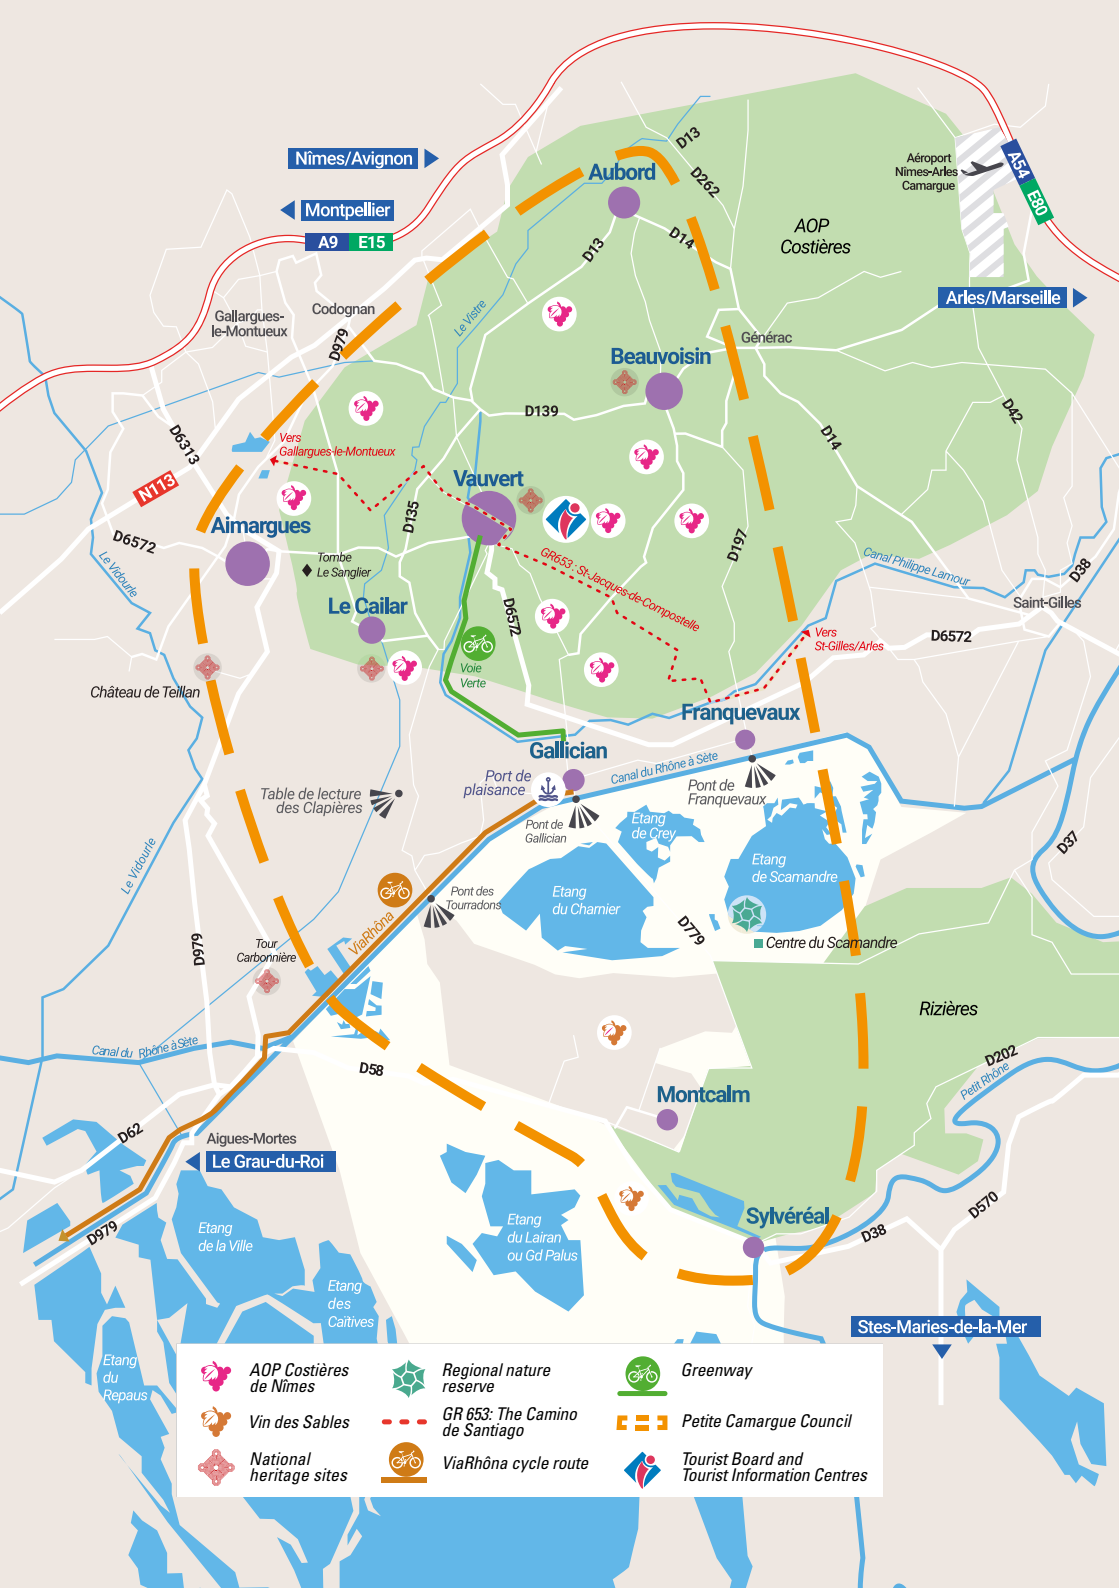 Nîmes/Avignon
Montpellier
A9 E15
A54
E80
Aéroport
Nîmes-Arles
Camargue
Arles/Marseille
D13
D262
Aubord
D13
D14
AOP
Costières
Le Vistre
Gallargues-
le-Montueux
Codognan
D979
Généra​c
Beauvoisin
D139
D42
D14
D6313
N113
Vers
Gallargues-le-Montueux
Vauvert
D135
Aimargues
D6572
Le Vidourle
Tombe
Le Sanglier
GR653 : St-Jacques-de-Compostelle
D197
Canal Philippe Lamour
D38
Saint-Gilles
D6572
Le Cailar
D6572
Voie
Verte
Vers
St-Gilles/Arles
Château de Teillan
Franquevaux
Gallician
Port de
plaisance
Canal du Rhône à Sète
Pont de
Franquevaux
Table de lecture
des Clapières
Pont de
Gallician
Etang
de Crey
Etang
de Scamandre
D37
Le Vidourle
Pont des
Tourradons
Etang
du Charnier
D779
Centre du Scamandre
ViaRhôna
D979
Tour
Carbonnière
Rizières
Canal du Rhône à Sète
D58
D202
Petit Rhône
Montcalm
D62
Aigues-Mortes
Le Grau-du-Roi
D979
Etang
de la Ville
Etang
du Lairan
ou Gd Palus
Sylvéréal
D38
D570
Etang
des
Caïtives
Stes-Maries-de-la-Mer
Etang
du
Repaus
AOP Costières
de Nîmes
Vin des Sables
National
heritage sites
Regional nature
reserve
GR 653: The Camino
de Santiago
ViaRhôna cycle route
Greenway
Petite Camargue Council
Tourist Board and
Tourist Information Centres